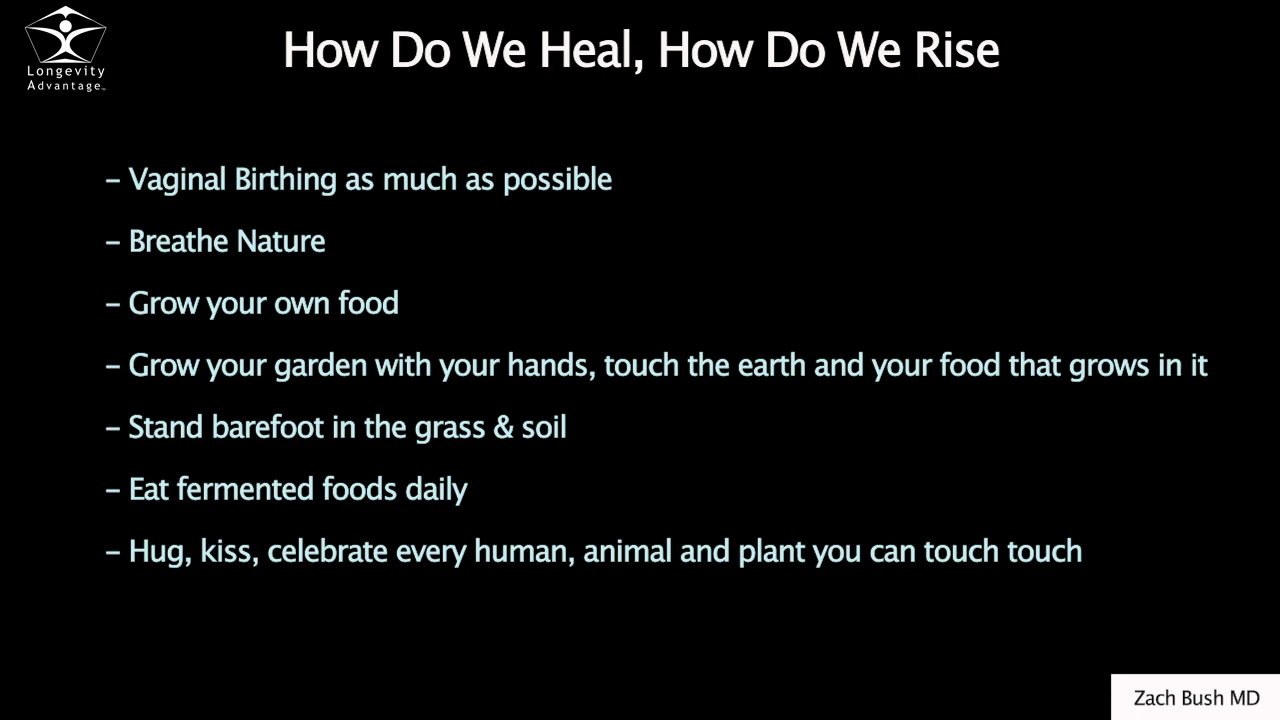 Longevity
Advantage™
How Do We Heal, How Do We Rise
– Vaginal Birthing as much as possible
– Breathe Nature
– Grow your own food
– Grow your garden with your hands, touch the earth and your food that grows in it
– Stand barefoot in the grass & soil
– Eat fermented foods daily
– Hug, kiss, celebrate every human, animal and plant you can touch touch
Zach Bush MD